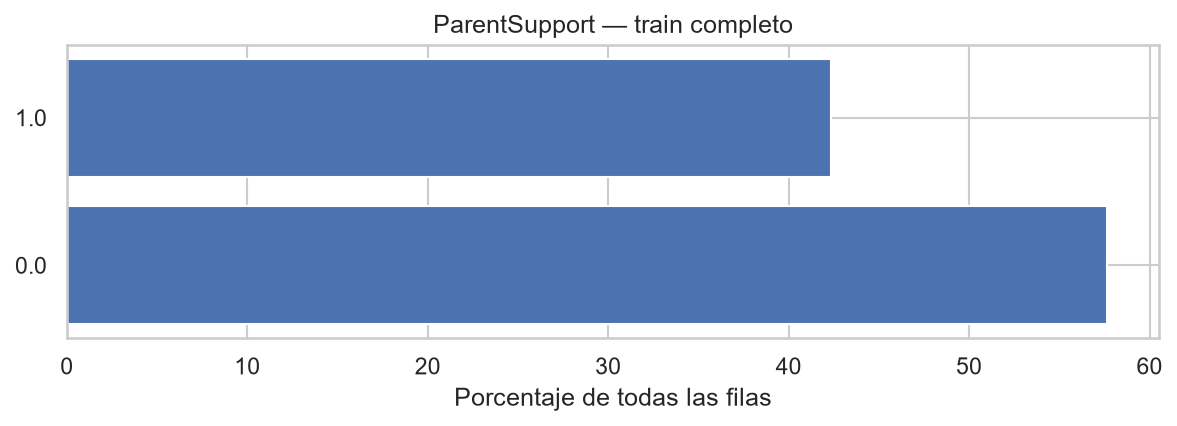 ParentSupport — train completo
1.0
0.0
0 10 20 30 40 50 60
Porcentaje de todas las filas